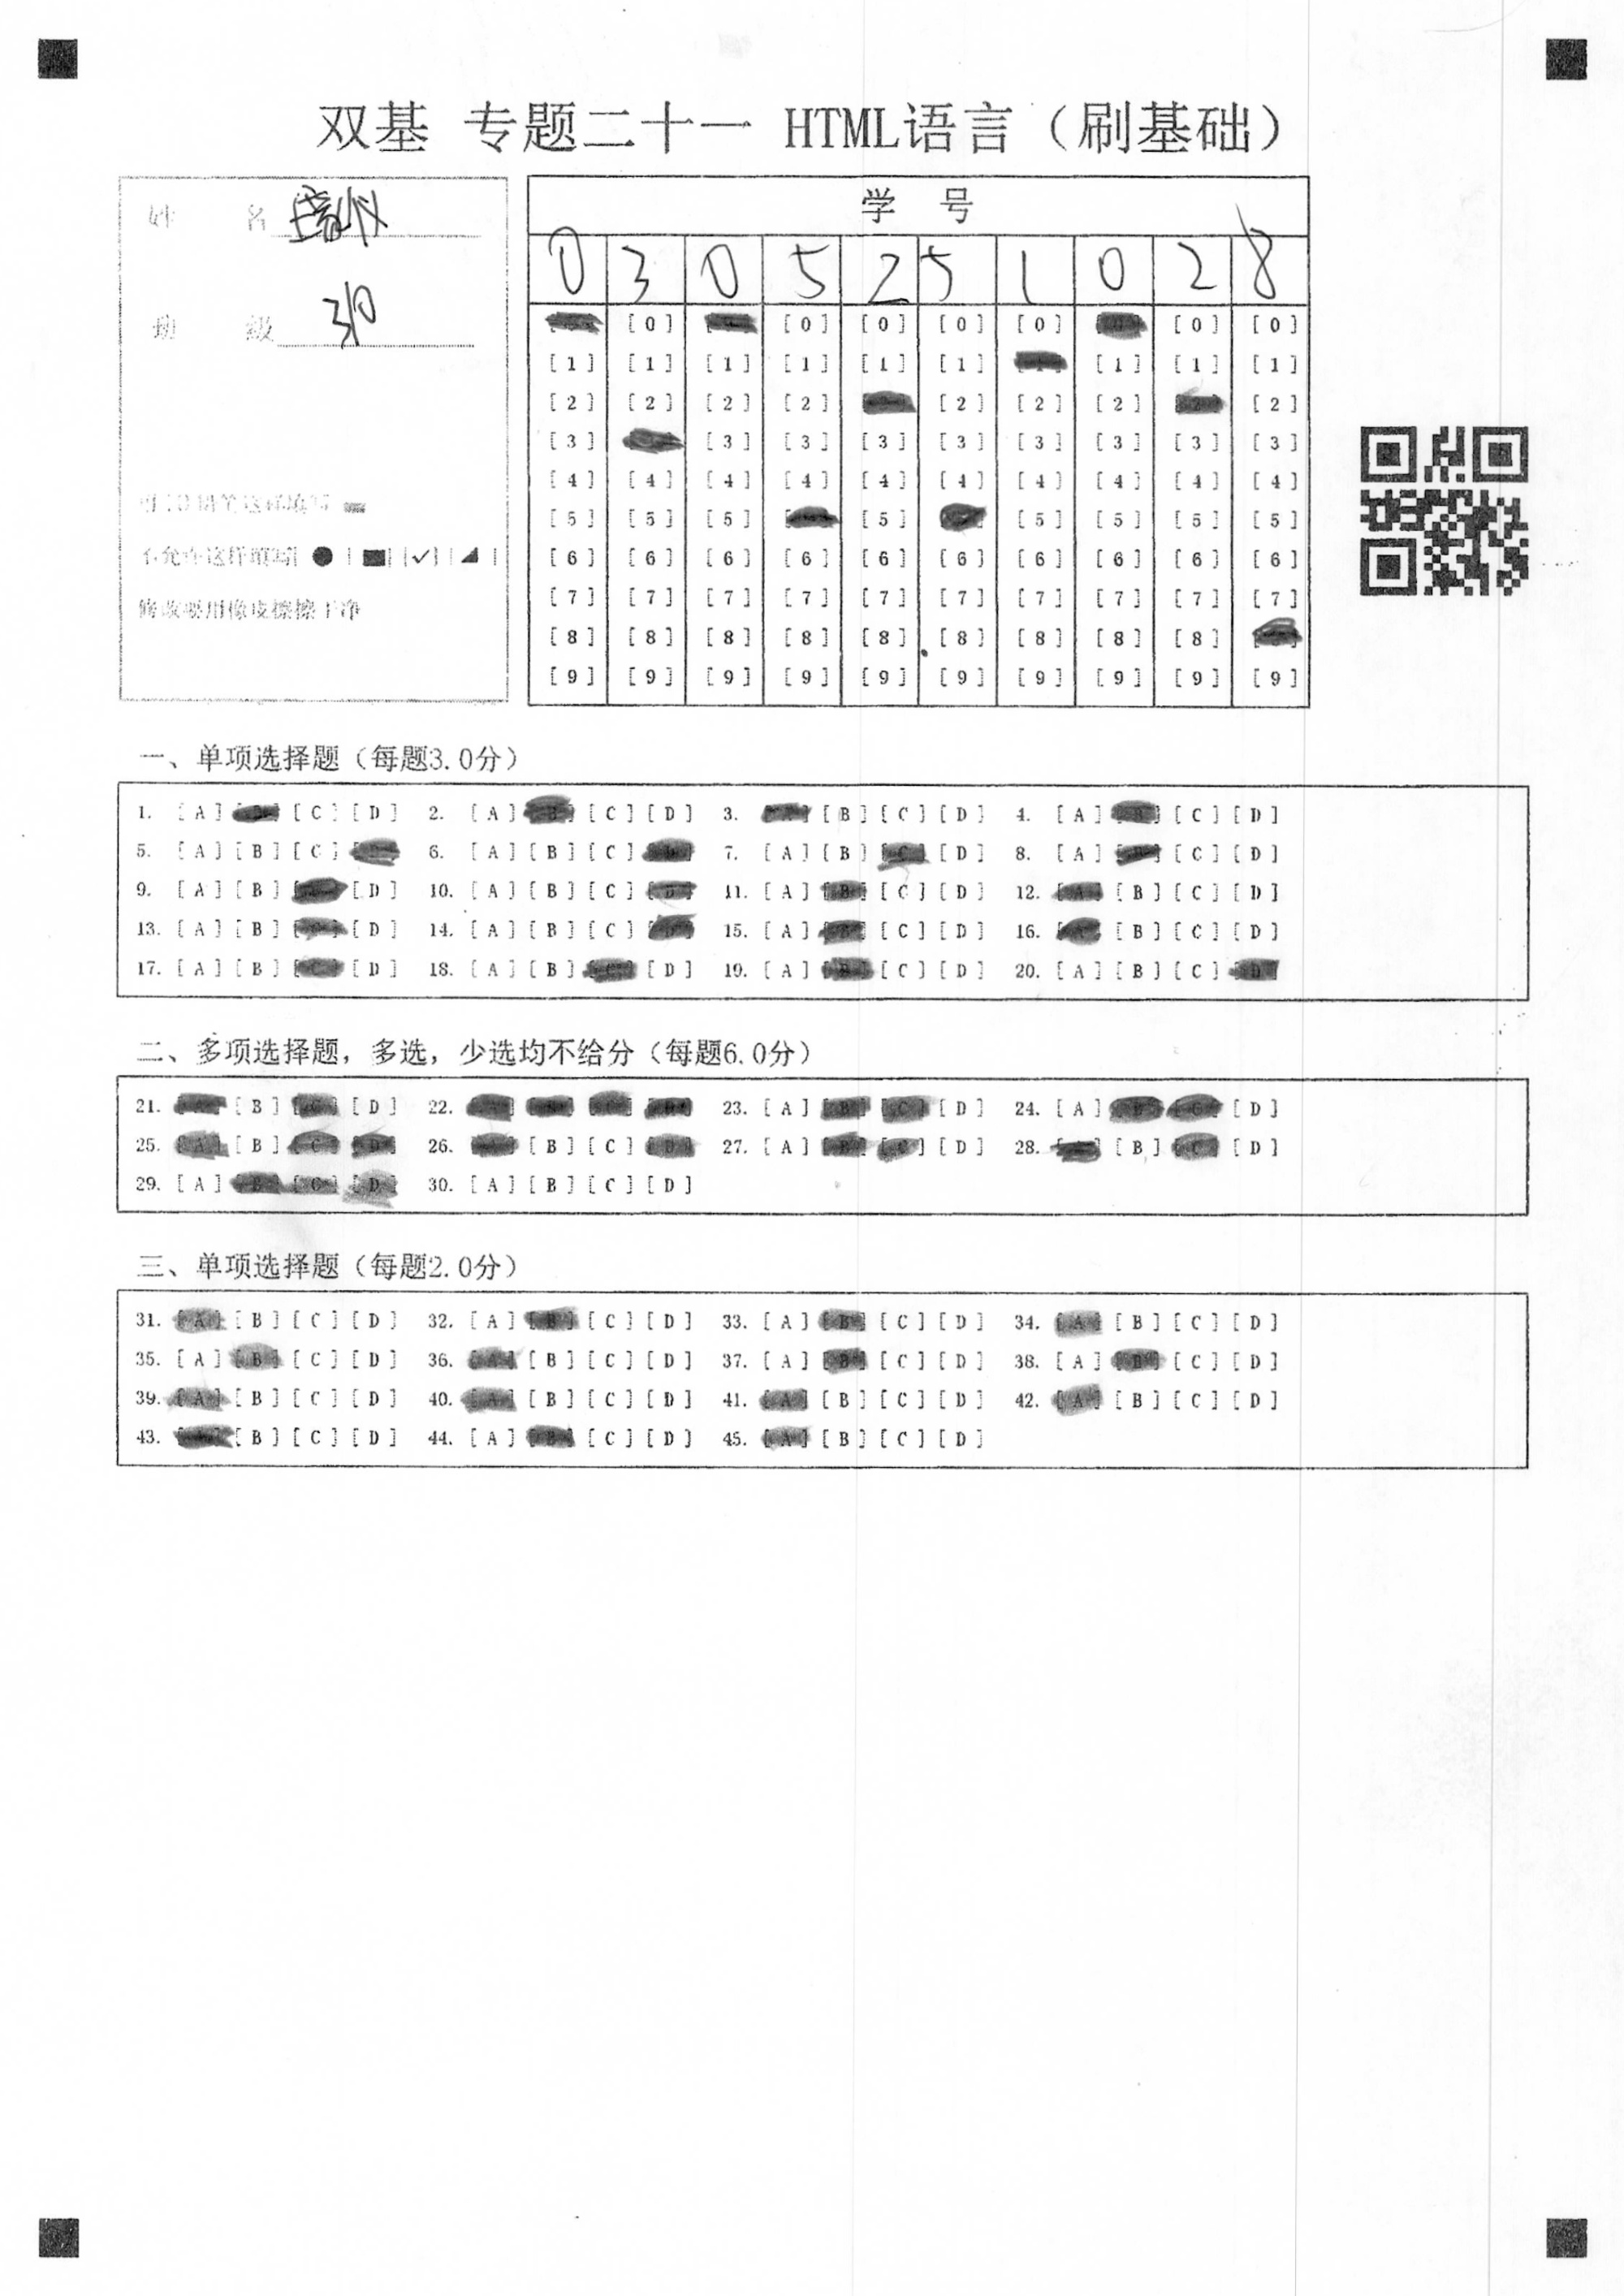 双基 专题二十一 HTML语言（刷基础）
姓 名
班 级 310
不允许这样填写
修改要用橡皮擦擦干净
学 号
0 3 0 5 2 5 1 0 2 8
[0] [0] [0] [0] [0] [0] [0]
[1] [1] [1] [1] [1] [1] [1] [1] [1]
[2] [2] [2] [2] [2] [2] [2] [2]
[3] [3] [3] [3] [3] [3] [3] [3] [3]
[4] [4] [4] [4] [4] [4] [4] [4] [4] [4]
[5] [5] [5] [5] [5] [5] [5] [5]
[6] [6] [6] [6] [6] [6] [6] [6] [6] [6]
[7] [7] [7] [7] [7] [7] [7] [7] [7] [7]
[8] [8] [8] [8] [8] [8] [8] [8] [8]
[9] [9] [9] [9] [9] [9] [9] [9] [9] [9]
一、单项选择题（每题3.0分）
1. [A] [C] [D] 2. [A] [B] [C] [D] 3. [B] [C] [D] 4. [A] [B] [C] [D]
5. [A] [B] [C] 6. [A] [B] [C] [D] 7. [A] [B] [C] [D] 8. [A] [B] [C] [D]
9. [A] [B] [D] 10. [A] [B] [C] [D] 11. [A] [B] [C] [D] 12. [A] [B] [C] [D]
13. [A] [B] [C] [D] 14. [A] [B] [C] [D] 15. [A] [B] [C] [D] 16. [A] [B] [C] [D]
17. [A] [B] [C] [D] 18. [A] [B] [C] [D] 19. [A] [B] [C] [D] 20. [A] [B] [C] [D]
二、多项选择题，多选，少选均不给分（每题6.0分）
21. [A] [B] [C] [D] 22. [A] [B] [C] [D] 23. [A] [B] [C] [D] 24. [A] [B] [C] [D]
25. [A] [B] [C] [D] 26. [B] [C] [D] 27. [A] [B] [C] [D] 28. [B] [C] [D]
29. [A] [B] [C] [D] 30. [A] [B] [C] [D]
三、单项选择题（每题2.0分）
31. [A] [B] [C] [D] 32. [A] [B] [C] [D] 33. [A] [B] [C] [D] 34. [A] [B] [C] [D]
35. [A] [B] [C] [D] 36. [A] [B] [C] [D] 37. [A] [B] [C] [D] 38. [A] [B] [C] [D]
39. [A] [B] [C] [D] 40. [A] [B] [C] [D] 41. [A] [B] [C] [D] 42. [A] [B] [C] [D]
43. [A] [B] [C] [D] 44. [A] [B] [C] [D] 45. [A] [B] [C] [D]